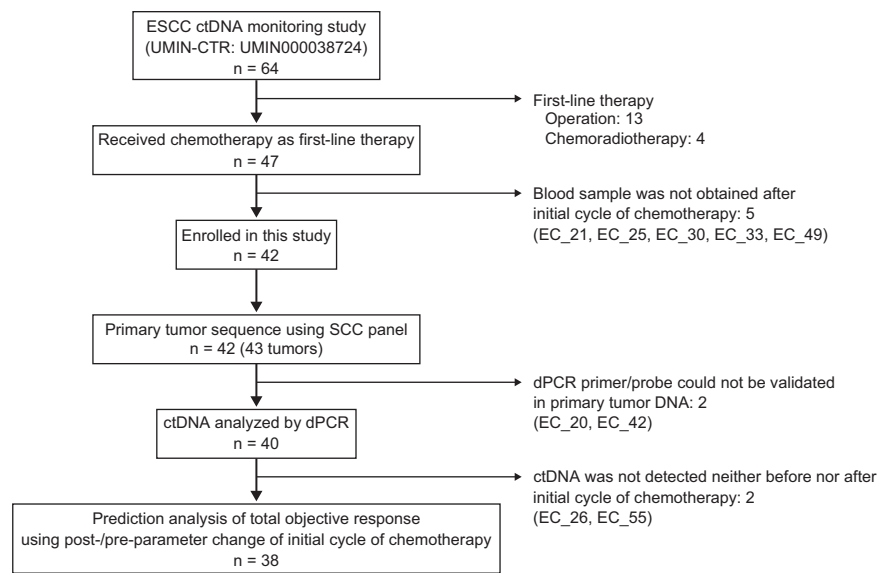 ESCC ctDNA monitoring study
(UMIN-CTR: UMIN000038724)
n = 64
First-line therapy
Operation: 13
Chemoradiotherapy: 4
Received chemotherapy as first-line therapy
n = 47
Blood sample was not obtained after
initial cycle of chemotherapy: 5
(EC_21, EC_25, EC_30, EC_33, EC_49)
Enrolled in this study
n = 42
Primary tumor sequence using SCC panel
n = 42 (43 tumors)
dPCR primer/probe could not be validated
in primary tumor DNA: 2
(EC_20, EC_42)
ctDNA analyzed by dPCR
n = 40
ctDNA was not detected neither before nor after
initial cycle of chemotherapy: 2
(EC_26, EC_55)
Prediction analysis of total objective response
using post-/pre-parameter change of initial cycle of chemotherapy
n = 38